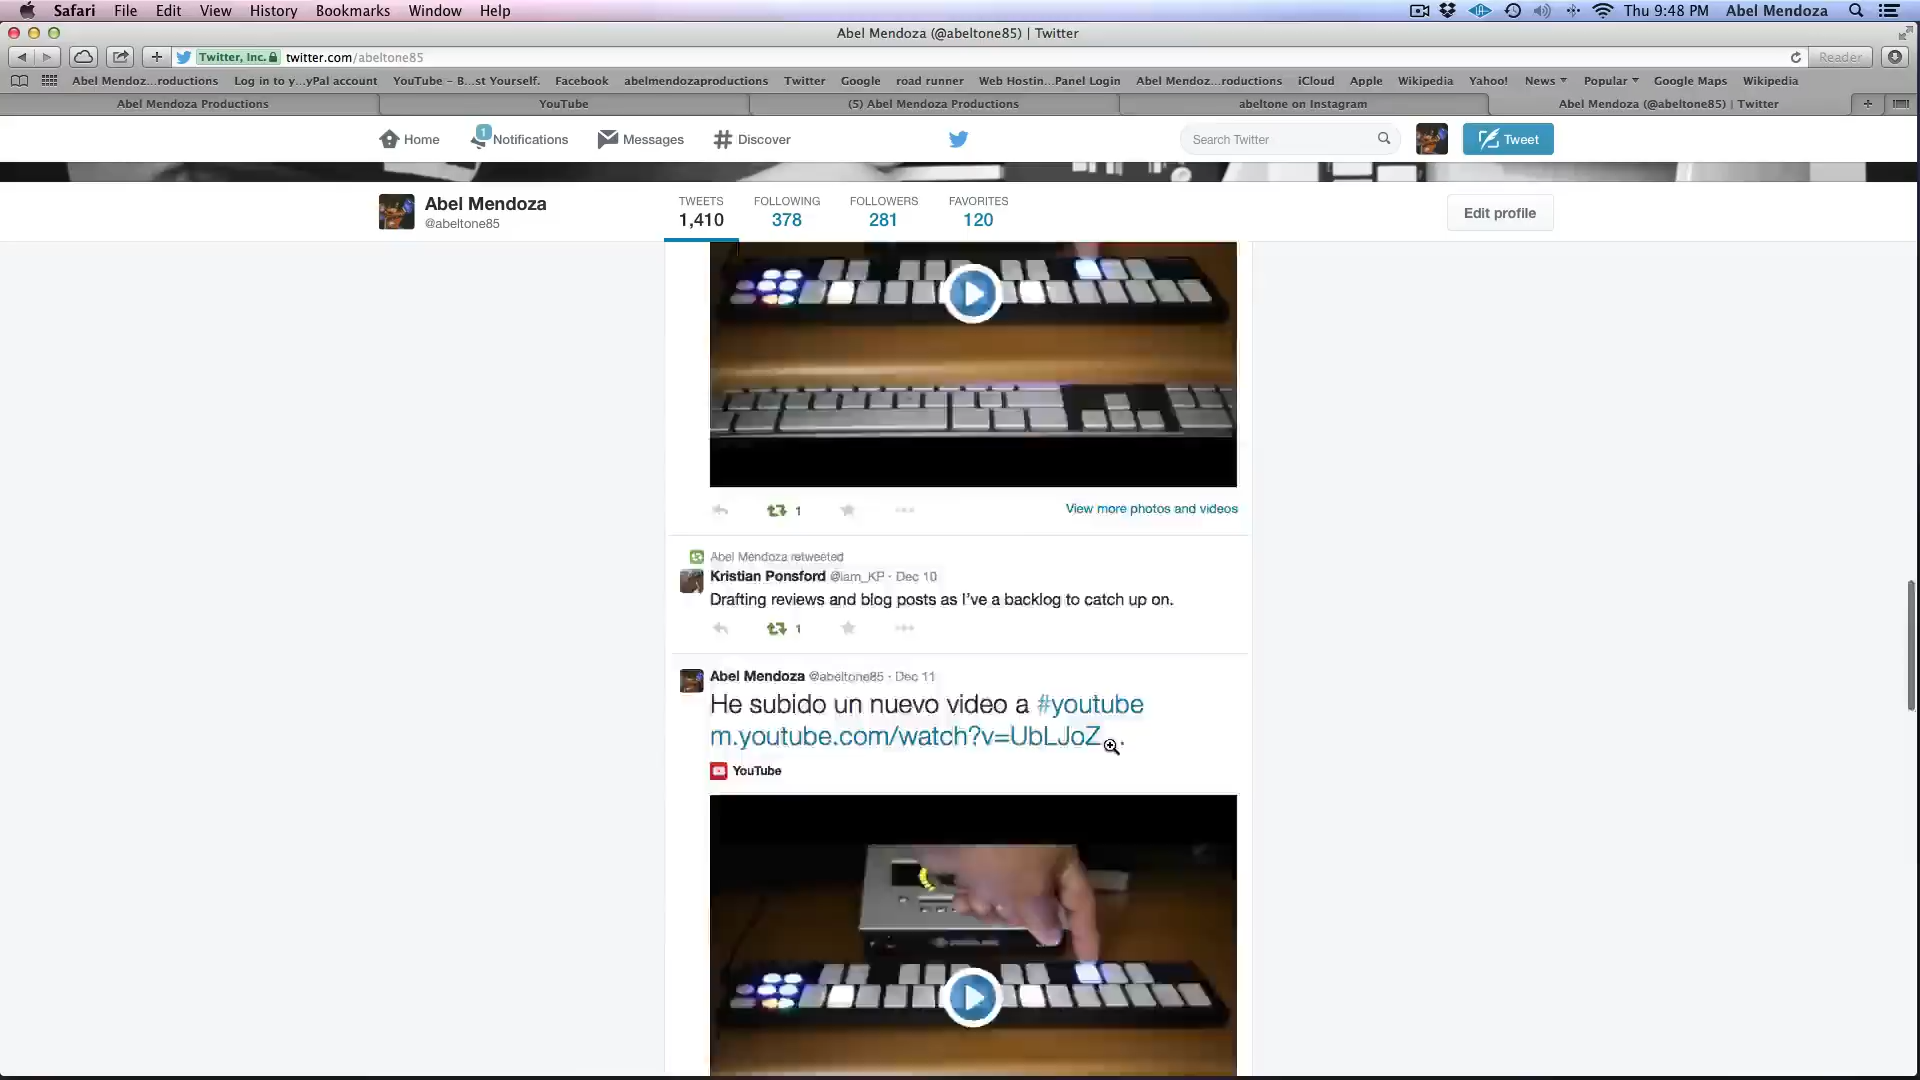 Safari File Edit View History Bookmarks Window Help Thu 9:48 PM Abel Mendoza
Abel Mendoza (@abeltone85) | Twitter
Twitter, Inc. twitter.com/abeltone85 Reader
Abel Mendoz...roductions Log in to y...yPal account YouTube - B...st Yourself. Facebook abelmendozaproductions Twitter Google road runner Web Hostin...Panel Login Abel Mendoz...roductions iCloud Apple Wikipedia Yahoo! News Popular Google Maps Wikipedia
Abel Mendoza Productions YouTube (5) Abel Mendoza Productions abeltone on Instagram Abel Mendoza (@abeltone85) | Twitter
Home 1 Notifications Messages # Discover Search Twitter Tweet
Abel Mendoza
@abeltone85
TWEETS FOLLOWING FOLLOWERS FAVORITES
1,410 378 281 120
Edit profile
1 View more photos and videos
Abel Mendoza retweeted
Kristian Ponsford @iam_KP · Dec 10
Drafting reviews and blog posts as I've a backlog to catch up on.
1
Abel Mendoza @abeltone85 · Dec 11
He subido un nuevo video a #youtube
m.youtube.com/watch?v=UbLJoZ...
YouTube